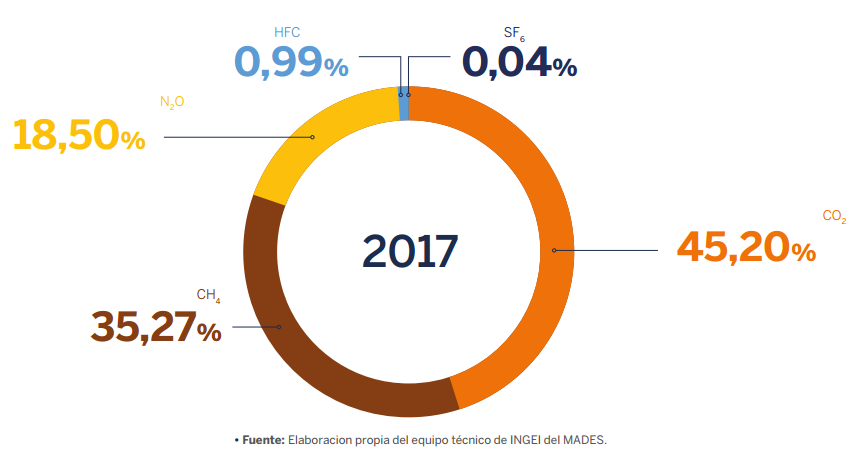 HFC
0,99%
SF6
0,04%
N2O
18,50%
2017
CO2
45,20%
CH4
35,27%
• Fuente: Elaboracion propia del equipo técnico de INGEI del MADES.